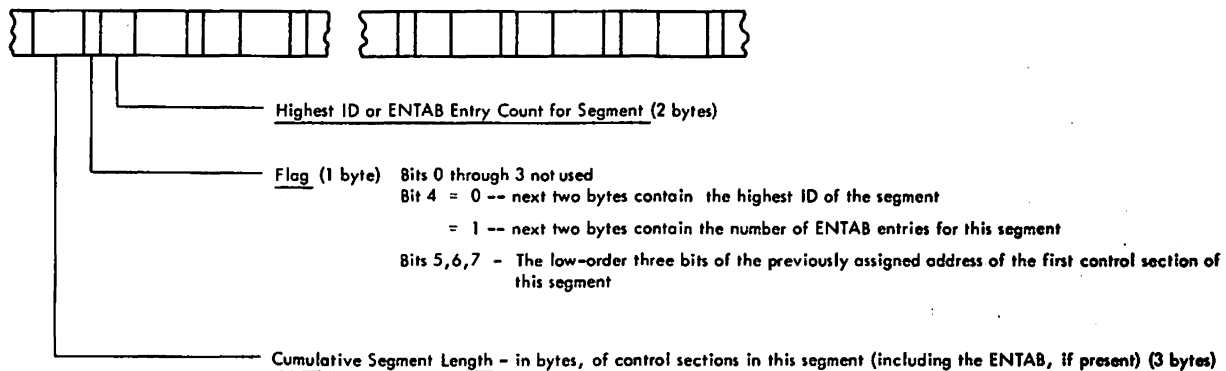 Highest ID or ENTAB Entry Count for Segment (2 bytes)
Flag (1 byte) Bits 0 through 3 not used
Bit 4 = 0 -- next two bytes contain the highest ID of the segment
= 1 -- next two bytes contain the number of ENTAB entries for this segment
Bits 5,6,7 - The low-order three bits of the previously assigned address of the first control section of
this segment
Cumulative Segment Length - in bytes, of control sections in this segment (including the ENTAB, if present) (3 bytes)